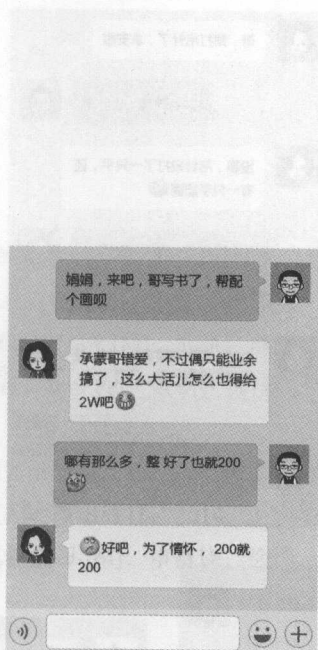 娟娟，来吧，哥写书了，帮配
个画呗
承蒙哥错爱，不过偶只能业余
搞了，这么大活儿怎么也得给
2W吧
哪有那么多，整 好了也就200
好吧，为了情怀， 200就
200